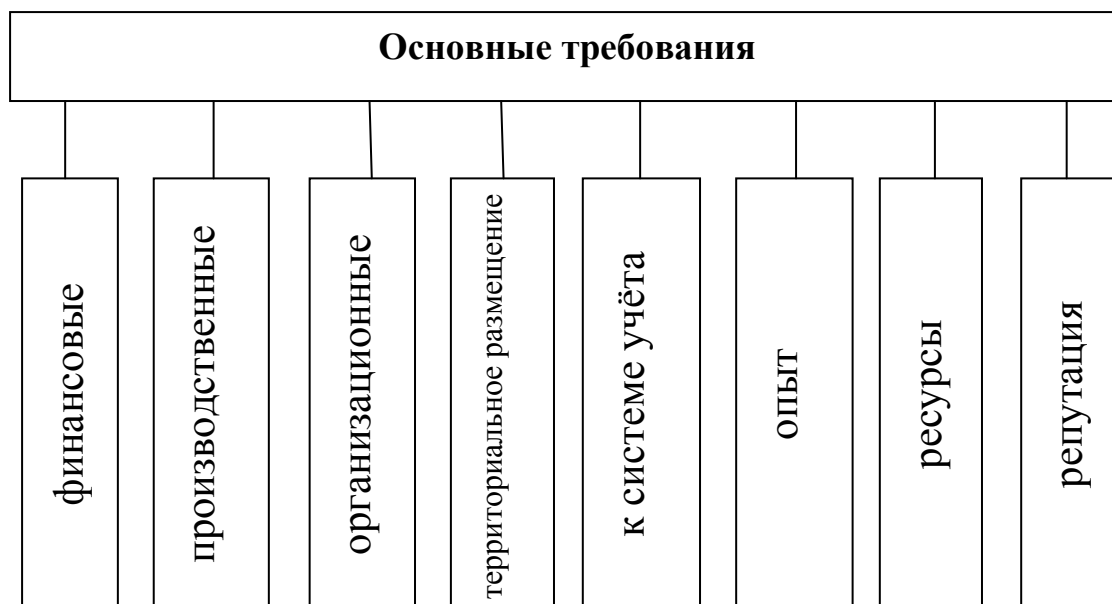 Основные требования
финансовые
производственные
организационные
территориальное размещение
к системе учёта
опыт
ресурсы
репутация